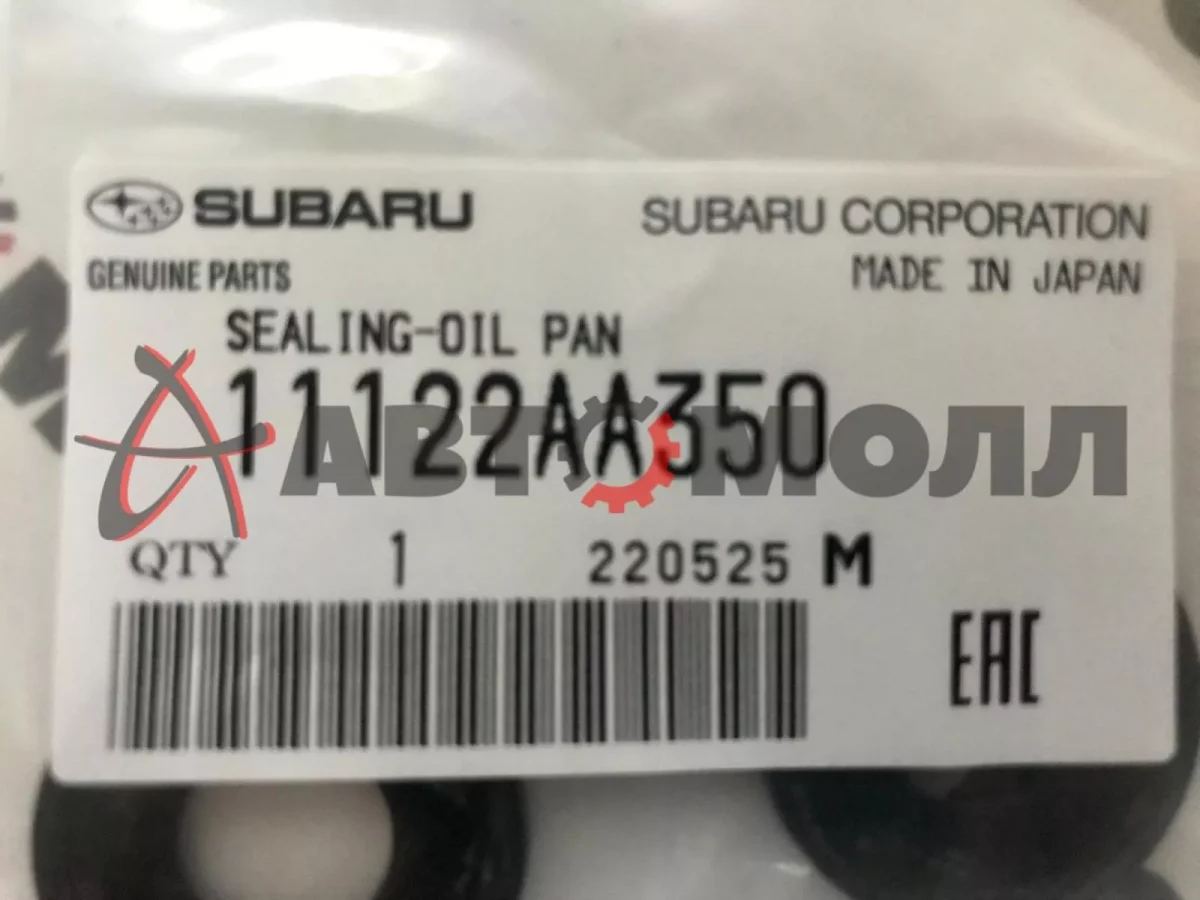 SUBARU
SUBARU CORPORATION
GENUINE PARTS
MADE IN JAPAN
SEALING-OIL PAN
11122AA350
АВТОМОЛЛ
QTY 1 220525 M
EAC